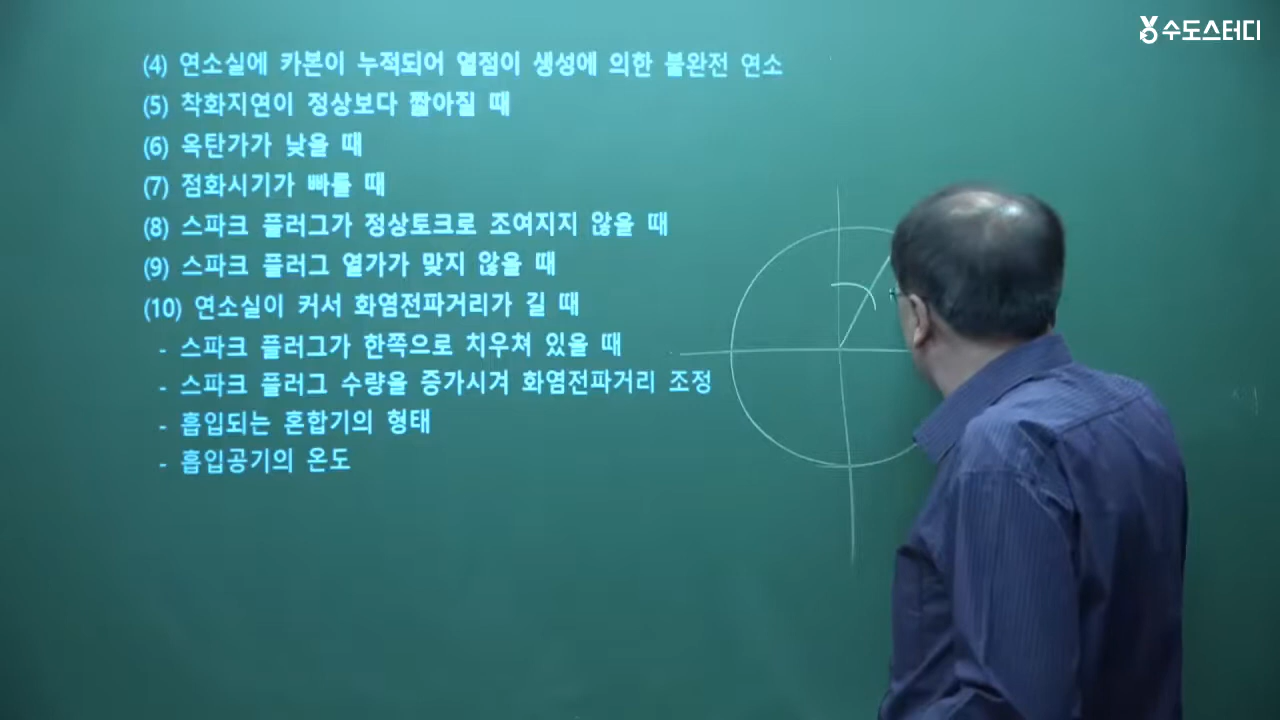 수도스터디
(4) 연소실에 카본이 누적되어 열점이 생성에 의한 불완전 연소
(5) 착화지연이 정상보다 짧아질 때
(6) 옥탄가가 낮을 때
(7) 점화시기가 빠를 때
(8) 스파크 플러그가 정상토크로 조여지지 않을 때
(9) 스파크 플러그 열가가 맞지 않을 때
(10) 연소실이 커서 화염전파거리가 길 때
- 스파크 플러그가 한쪽으로 치우쳐 있을 때
- 스파크 플러그 수량을 증가시겨 화염전파거리 조정
- 흡입되는 혼합기의 형태
- 흡입공기의 온도